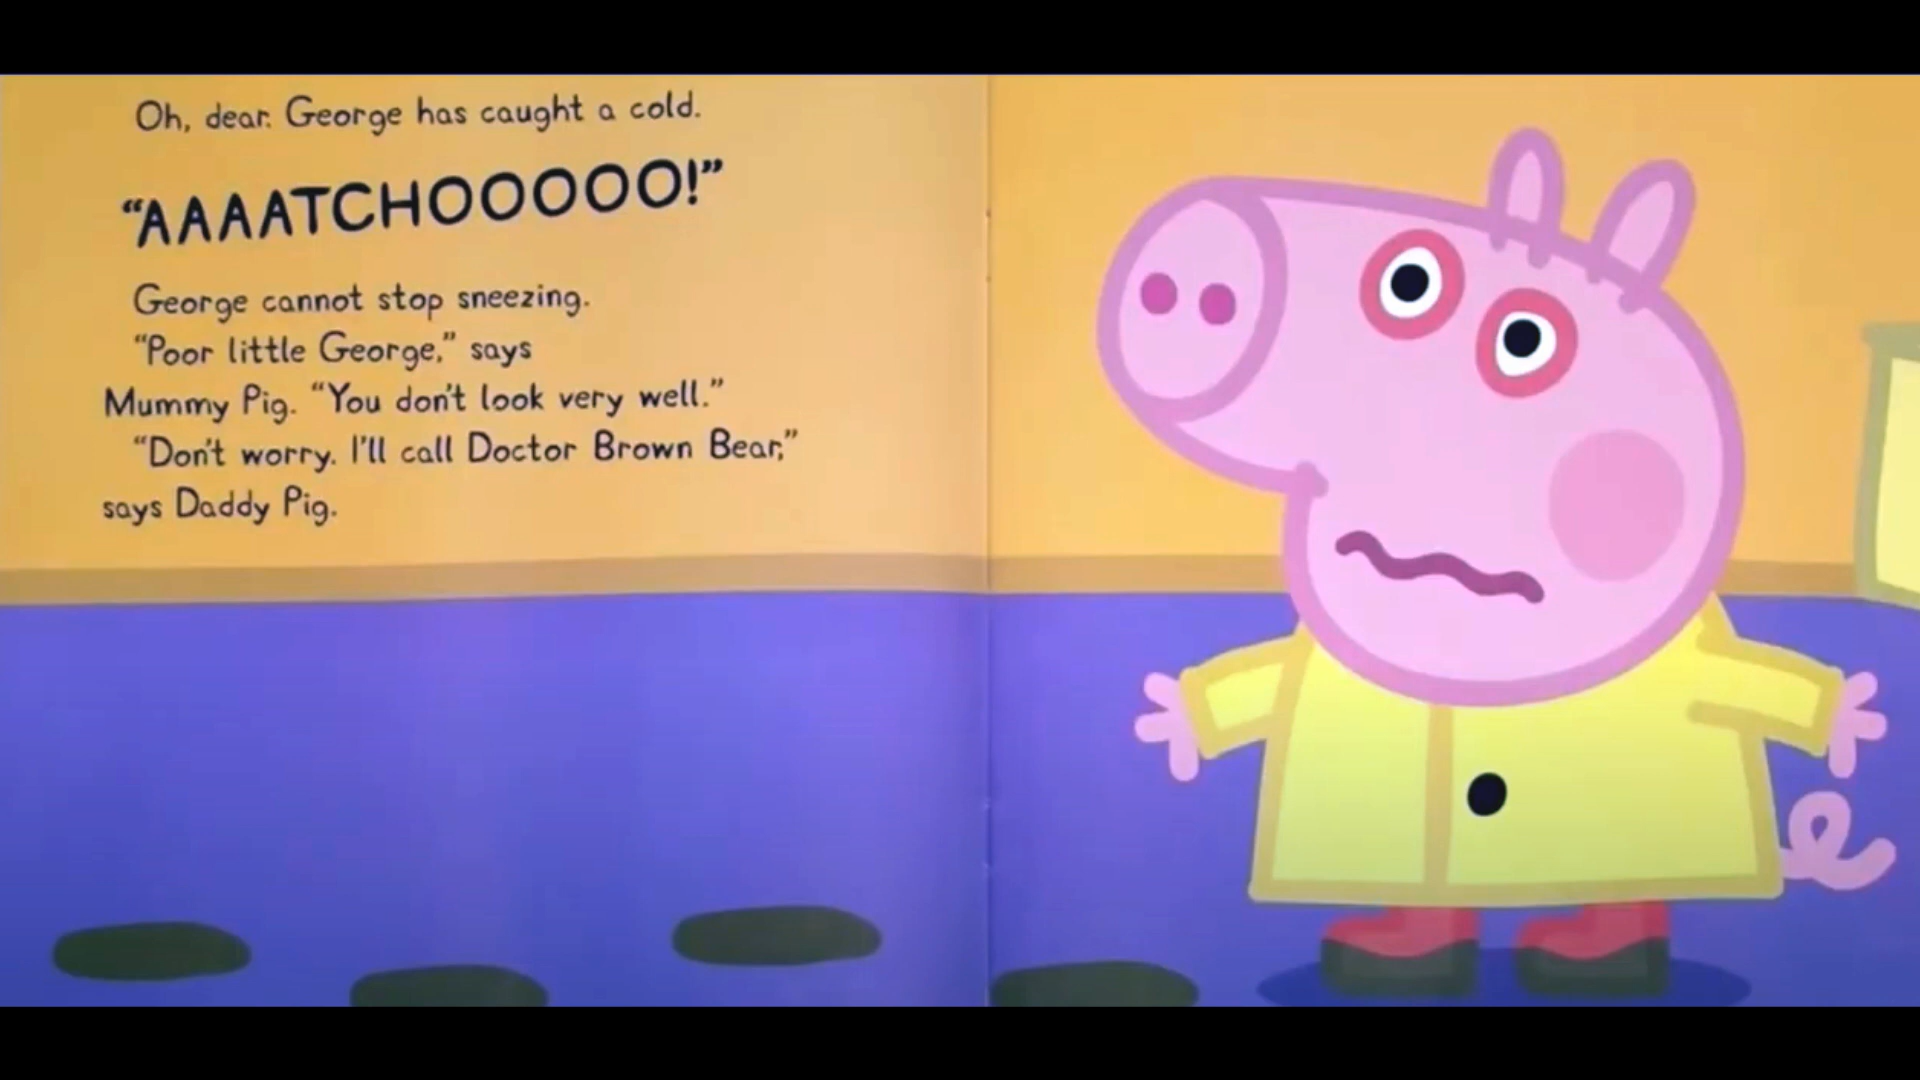 Oh, dear. George has caught a cold.
“AAAATCHOOOOO!”
George cannot stop sneezing.
“Poor little George,” says
Mummy Pig. “You don't look very well.”
“Don't worry. I'll call Doctor Brown Bear,”
says Daddy Pig.